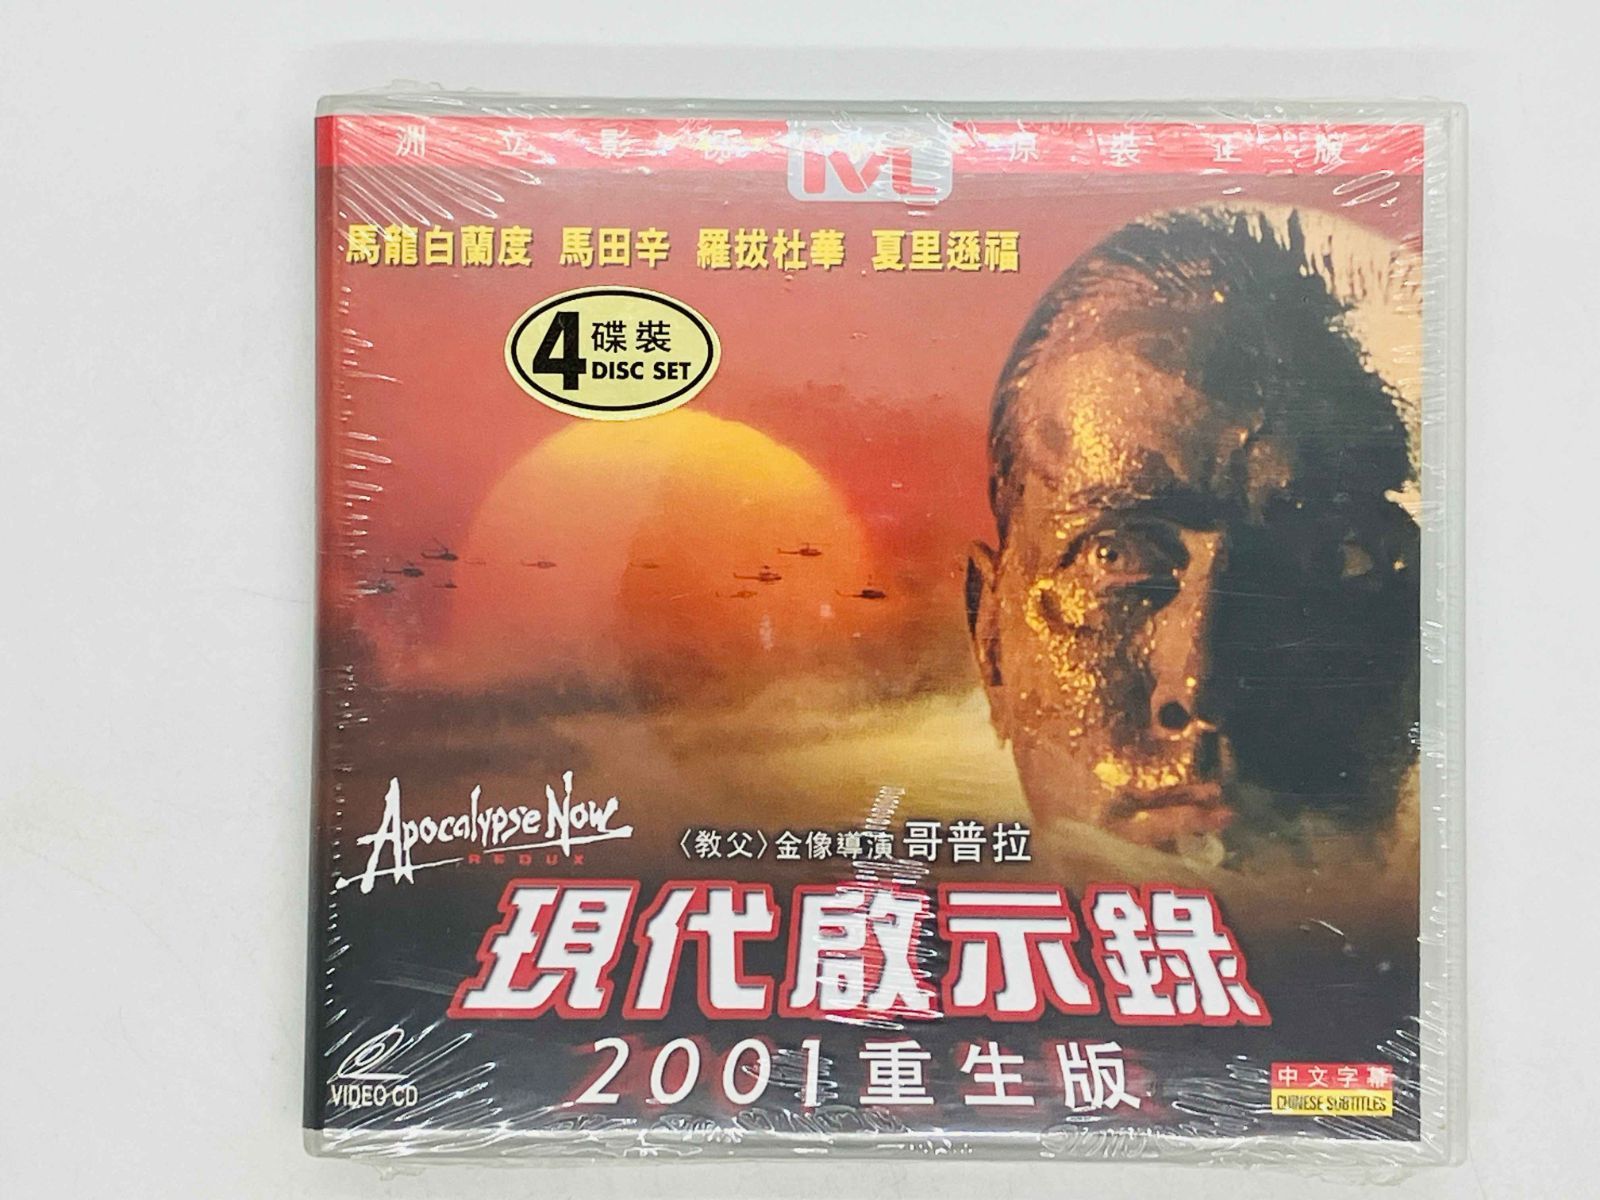 洲立影視 IVL 原裝正版
馬龍白蘭度 馬田辛 羅拔杜華 夏里遜福
4 碟裝
DISC SET
Apocalypse Now
REDUX
〈教父〉金像導演 哥普拉
現代啟示錄
2001重生版
VIDEO CD
中文字幕
CHINESE SUBTITLES